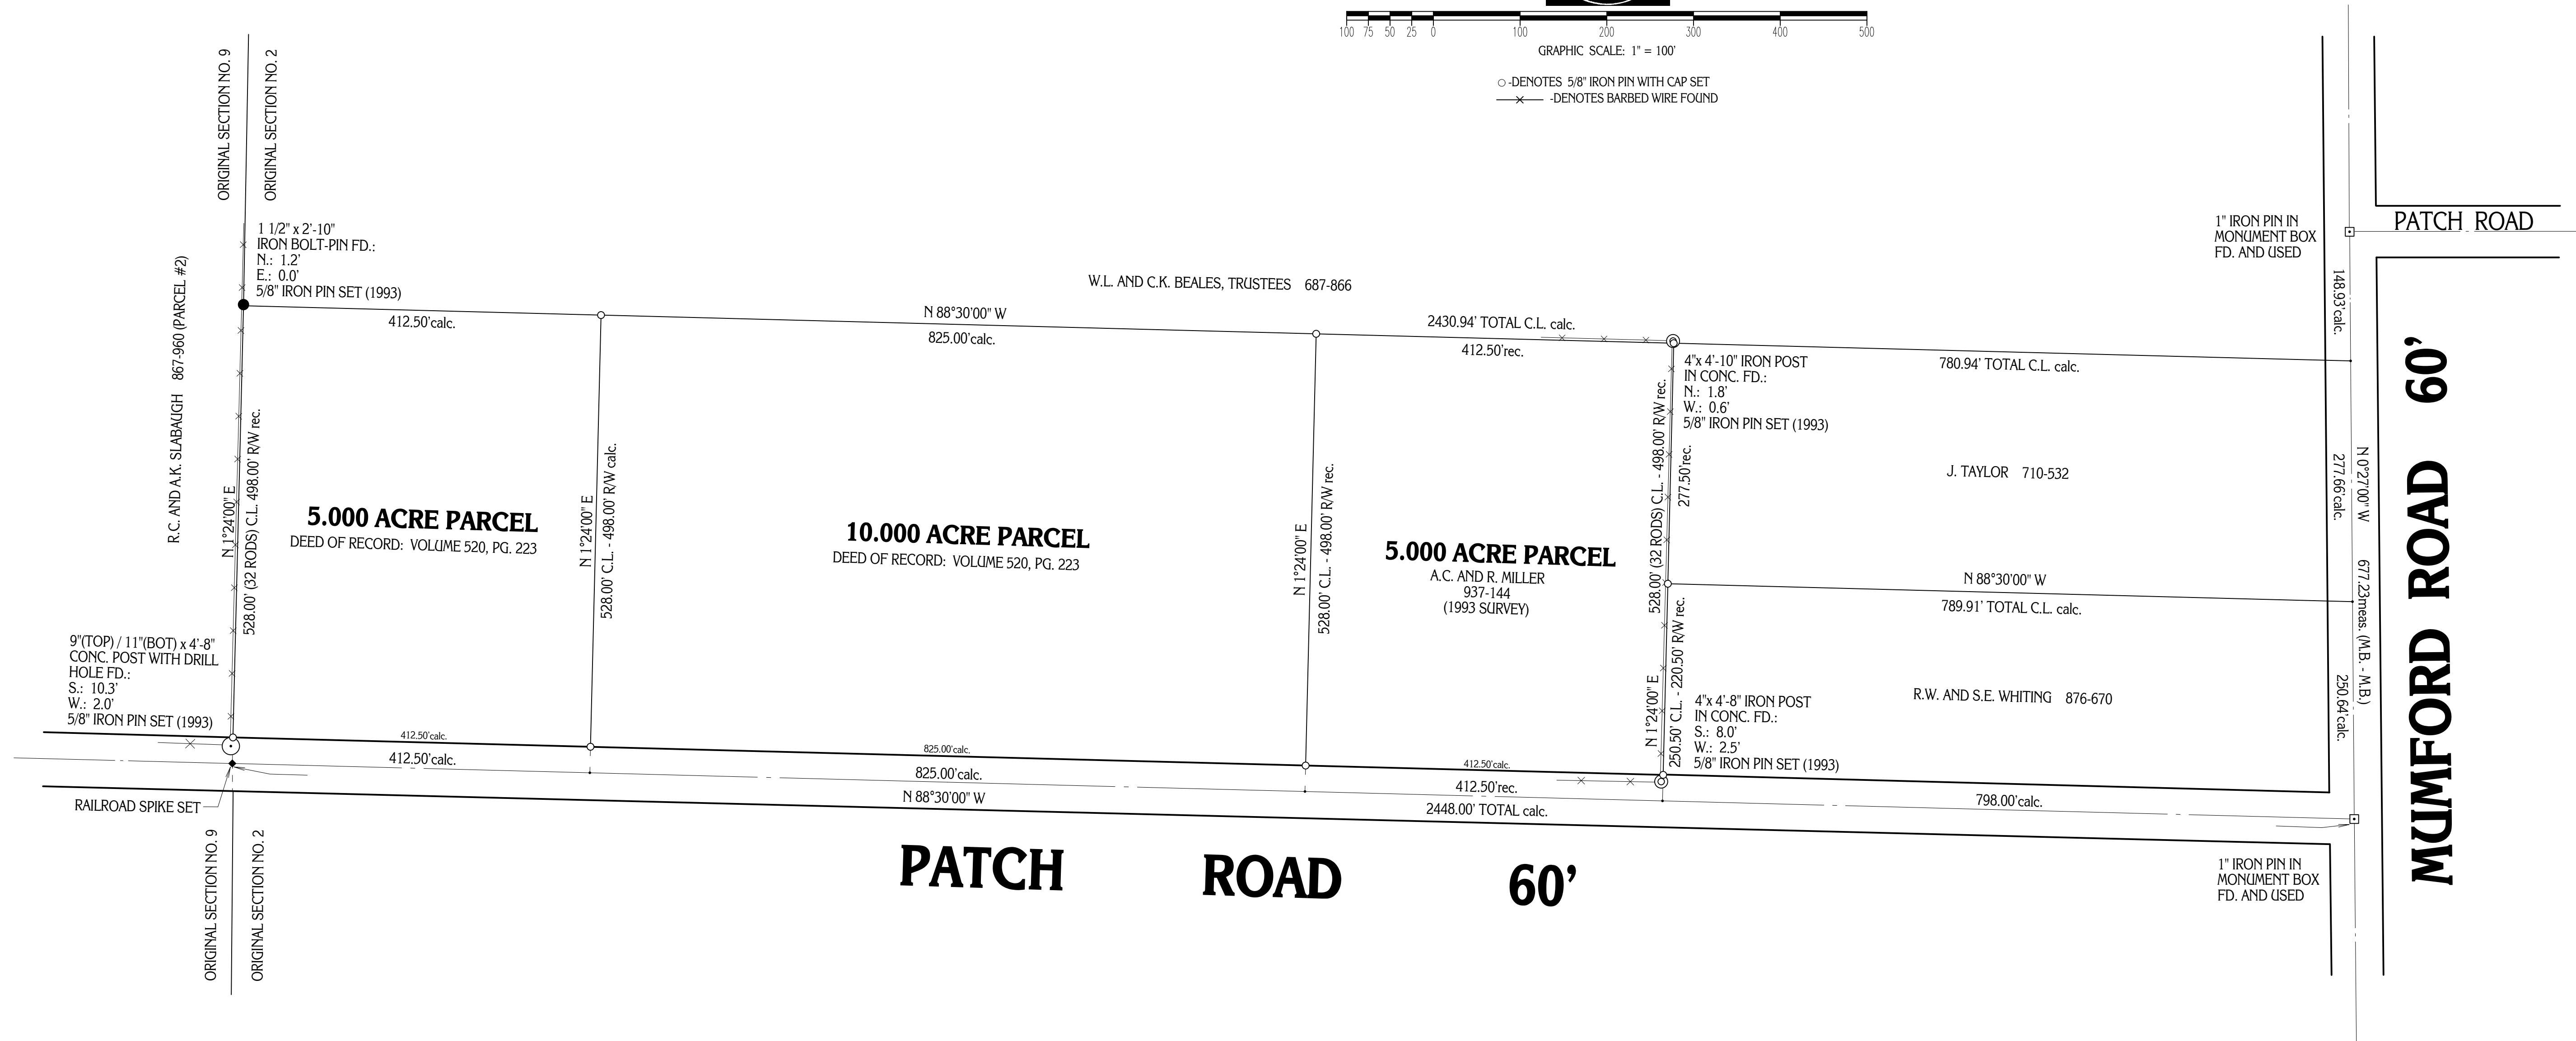 100 75 50 25 0 100 200 300 400 500
GRAPHIC SCALE: 1" = 100'
○-DENOTES 5/8" IRON PIN WITH CAP SET
-DENOTES BARBED WIRE FOUND
ORIGINAL SECTION NO. 9
ORIGINAL SECTION NO. 2
1 1/2" x 2'-10"
IRON BOLT-PIN FD.:
N.: 1.2'
E.: 0.0'
5/8" IRON PIN SET (1993)
R.C. AND A.K. SLABAUGH 867-960 (PARCEL #2)
W.L. AND C.K. BEALES, TRUSTEES 687-866
1" IRON PIN IN
MONUMENT BOX
FD. AND USED
PATCH ROAD
412.50'calc.
N 88°30'00" W
825.00'calc.
2430.94' TOTAL C.L. calc.
412.50'rec.
780.94' TOTAL C.L. calc.
148.93'calc.
4"x 4'-10" IRON POST
IN CONC. FD.:
N.: 1.8'
W.: 0.6'
5/8" IRON PIN SET (1993)
N 1°24'00" E
528.00' (32 RODS) C.L. 498.00' R/W rec.
5.000 ACRE PARCEL
DEED OF RECORD: VOLUME 520, PG. 223
N 1°24'00" E
528.00' C.L. - 498.00' R/W calc.
10.000 ACRE PARCEL
DEED OF RECORD: VOLUME 520, PG. 223
N 1°24'00" E
528.00' C.L. - 498.00' R/W rec.
5.000 ACRE PARCEL
A.C. AND R. MILLER
937-144
(1993 SURVEY)
N 1°24'00" E
528.00' (32 RODS) C.L. - 498.00' R/W rec.
277.50'rec.
250.50' C.L. - 220.50' R/W rec.
J. TAYLOR 710-532
N 88°30'00" W
789.91' TOTAL C.L. calc.
R.W. AND S.E. WHITING 876-670
277.66'calc.
250.64'calc.
N 0°27'00" W 677.23meas. (M.B. - M.B.)
MUMFORD ROAD 60'
9"(TOP) / 11"(BOT) x 4'-8"
CONC. POST WITH DRILL
HOLE FD.:
S.: 10.3'
W.: 2.0'
5/8" IRON PIN SET (1993)
4"x 4'-8" IRON POST
IN CONC. FD.:
S.: 8.0'
W.: 2.5'
5/8" IRON PIN SET (1993)
412.50'calc.
825.00'calc.
412.50'calc.
412.50'calc.
825.00'calc.
412.50'rec.
798.00'calc.
N 88°30'00" W
2448.00' TOTAL calc.
RAILROAD SPIKE SET
ORIGINAL SECTION NO. 9
ORIGINAL SECTION NO. 2
PATCH ROAD 60'
1" IRON PIN IN
MONUMENT BOX
FD. AND USED